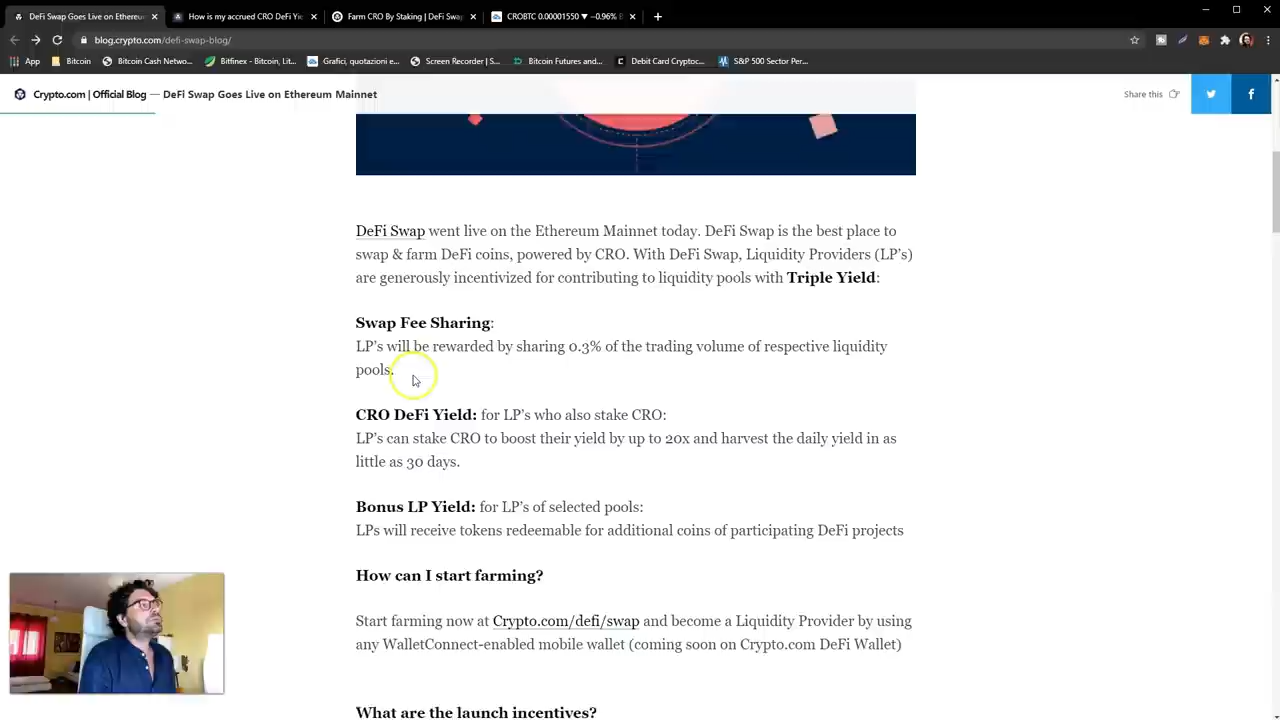 DeFi Swap Goes Live on Ethereum
How is my accrued CRO DeFi Yie
Farm CRO By Staking | DeFi Swap
CROBTC 0.00001550 ▼ −0.96% B
blog.crypto.com/defi-swap-blog/
App
Bitcoin
Bitcoin Cash Netw...
Bitfinex - Bitcoin, Lit...
Grafici, quotazioni e...
Screen Recorder | S...
Bitcoin Futures and...
Debit Card Cryptoc...
S&P 500 Sector Per...
Crypto.com | Official Blog — DeFi Swap Goes Live on Ethereum Mainnet
Share this
DeFi Swap went live on the Ethereum Mainnet today. DeFi Swap is the best place to
swap & farm DeFi coins, powered by CRO. With DeFi Swap, Liquidity Providers (LP's)
are generously incentivized for contributing to liquidity pools with Triple Yield:
Swap Fee Sharing:
LP's will be rewarded by sharing 0.3% of the trading volume of respective liquidity
pools.
CRO DeFi Yield: for LP's who also stake CRO:
LP's can stake CRO to boost their yield by up to 20x and harvest the daily yield in as
little as 30 days.
Bonus LP Yield: for LP's of selected pools:
LPs will receive tokens redeemable for additional coins of participating DeFi projects
How can I start farming?
Start farming now at Crypto.com/defi/swap and become a Liquidity Provider by using
any WalletConnect-enabled mobile wallet (coming soon on Crypto.com DeFi Wallet)
What are the launch incentives?